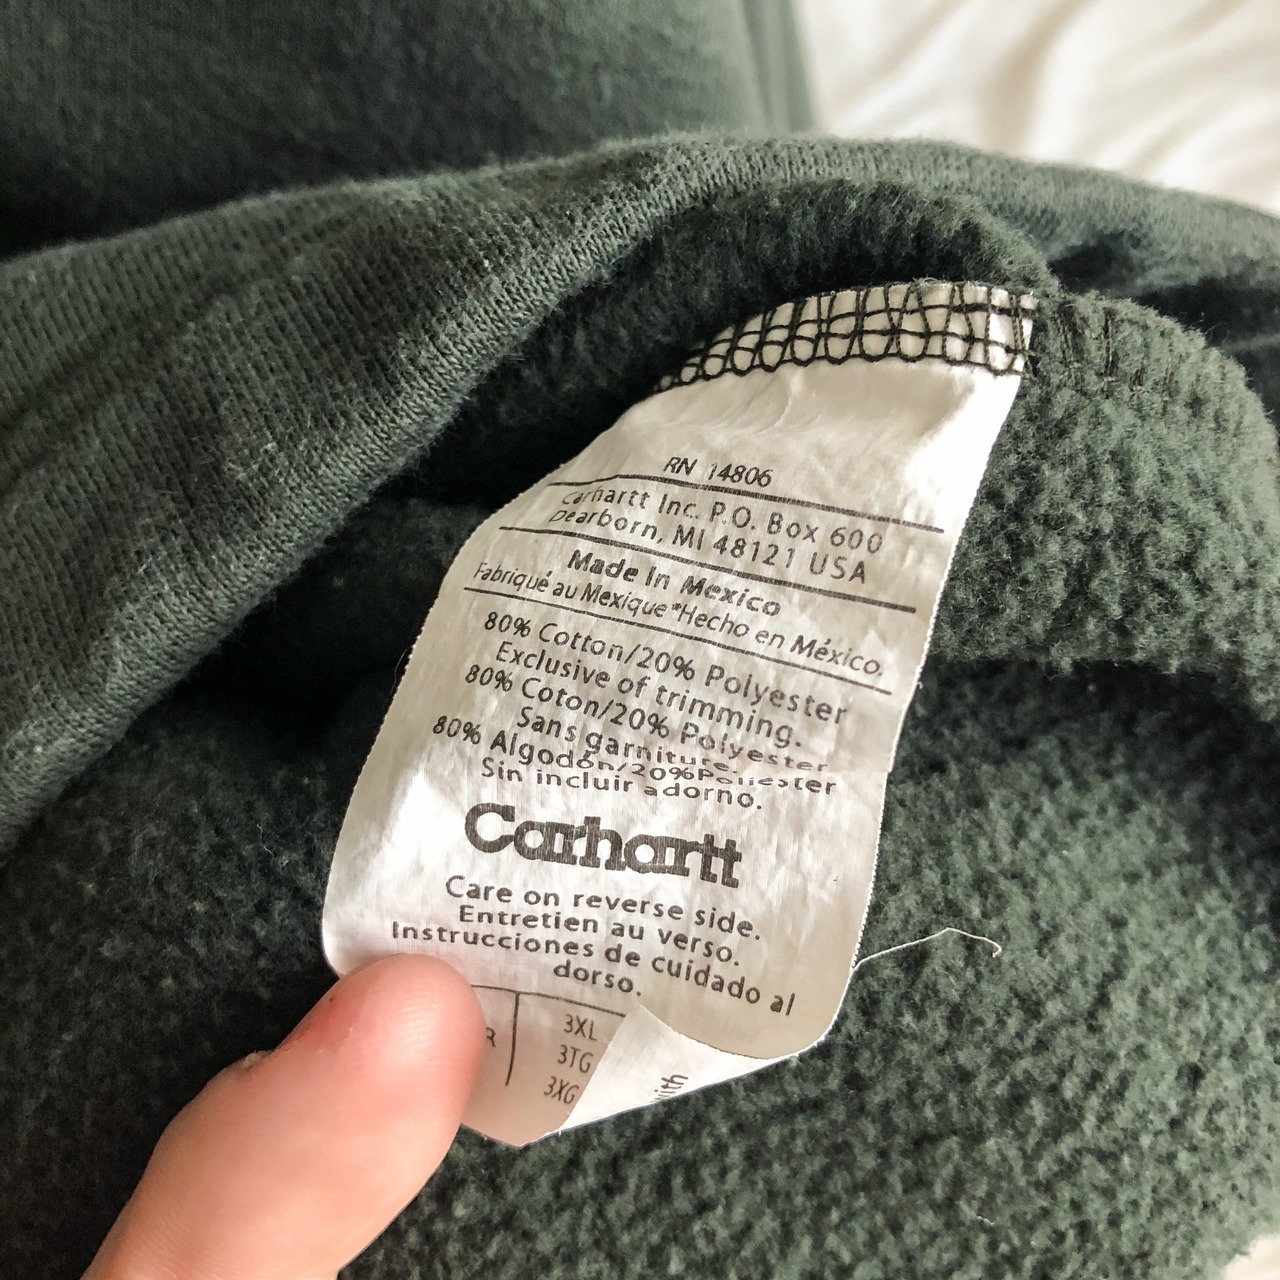 RN 14806
Carhartt Inc. P.O. Box 600
Dearborn, MI 48121 USA
Made In Mexico
Fabriqué au Mexique*Hecho en México.
80% Cotton/20% Polyester
Exclusive of trimming.
80% Coton/20% Polyester
Sans garniture.
80% Algodón/20%Poliester
Sin incluir adorno.
Carhartt
Care on reverse side.
Entretien au verso.
Instrucciones de cuidado al
dorso.
R
3XL
3TG
3XG